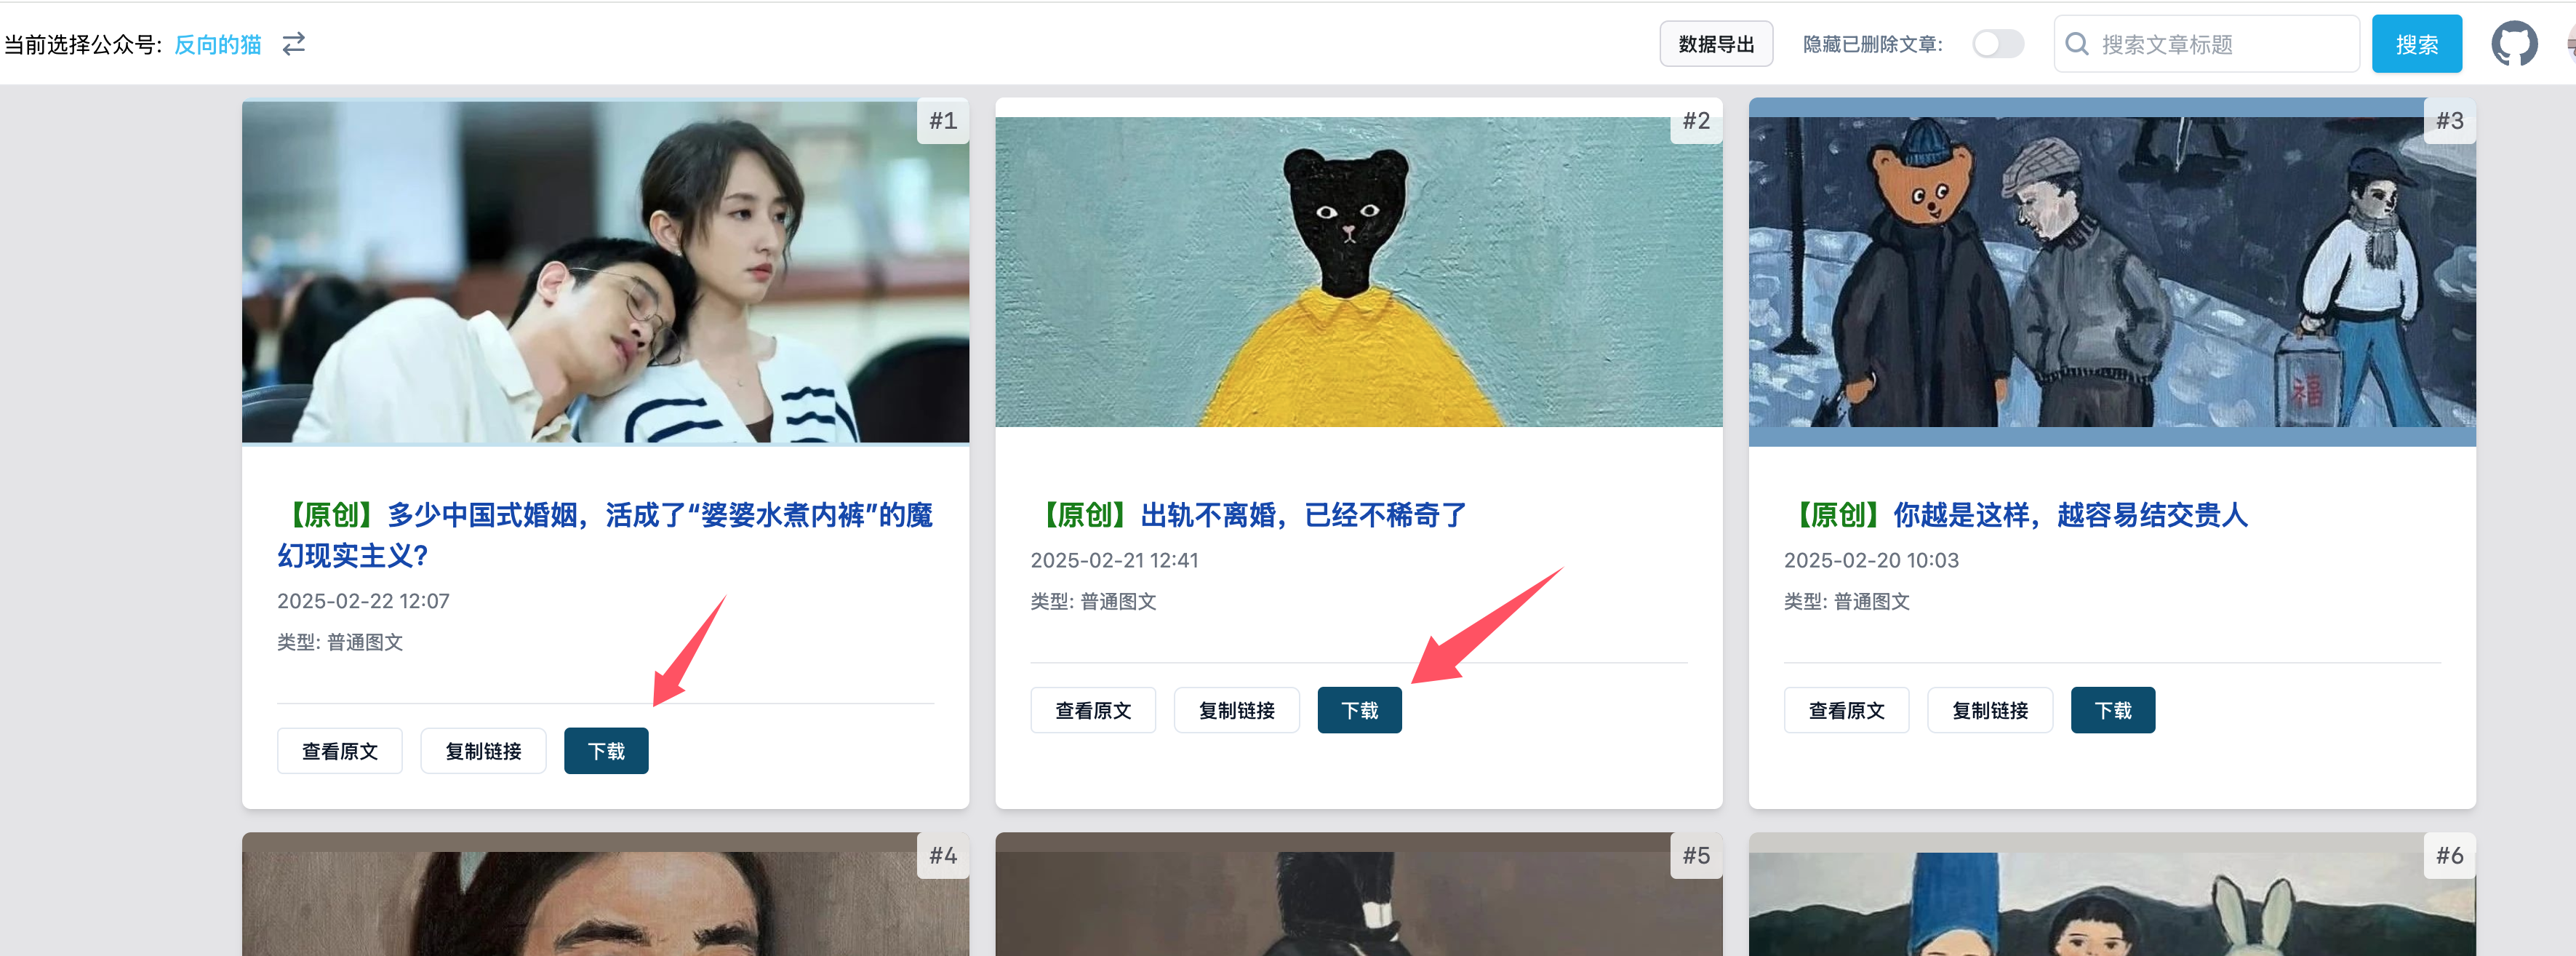 当前选择公众号: 反向的猫
数据导出
隐藏已删除文章:
搜索文章标题
搜索
#1
【原创】多少中国式婚姻，活成了“婆婆水煮内裤”的魔
幻现实主义?
2025-02-22 12:07
类型: 普通图文
查看原文
复制链接
下载
#2
【原创】出轨不离婚，已经不稀奇了
2025-02-21 12:41
类型: 普通图文
查看原文
复制链接
下载
#3
福
【原创】你越是这样，越容易结交贵人
2025-02-20 10:03
类型: 普通图文
查看原文
复制链接
下载
#4
#5
#6